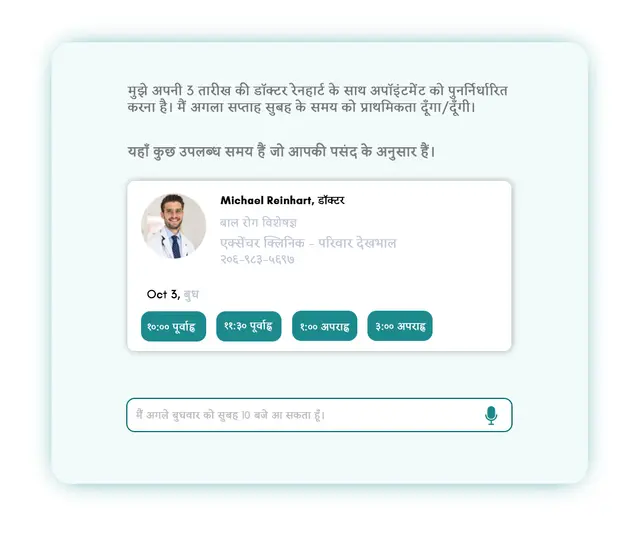 मुझे अपनी 3 तारीख की डॉक्टर रेनहार्ट के साथ अपॉइंटमेंट को पुनर्निर्धारित
करना है। मैं अगला सप्ताह सुबह के समय को प्राथमिकता दूँगा/दूँगी।
यहाँ कुछ उपलब्ध समय हैं जो आपकी पसंद के अनुसार हैं।
Michael Reinhart, डॉक्टर
बाल रोग विशेषज्ञ
एक्सेंचर क्लिनिक - परिवार देखभाल
२०६-९८३-५६९७
Oct 3, बुध
१०:०० पूर्वाह्न ११:३० पूर्वाह्न १:०० अपराह्न ३:०० अपराह्न
मैं अगले बुधवार को सुबह 10 बजे आ सकता हूँ।